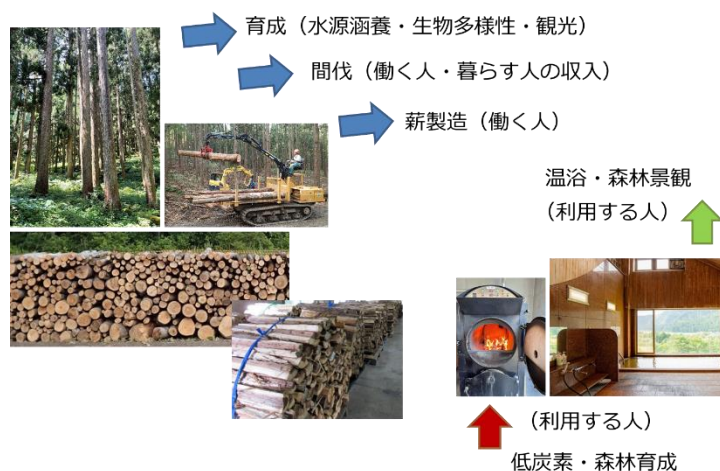 育成（水源涵養・生物多様性・観光）
間伐（働く人・暮らす人の収入）
薪製造（働く人）
温浴・森林景観
（利用する人）
（利用する人）
低炭素・森林育成